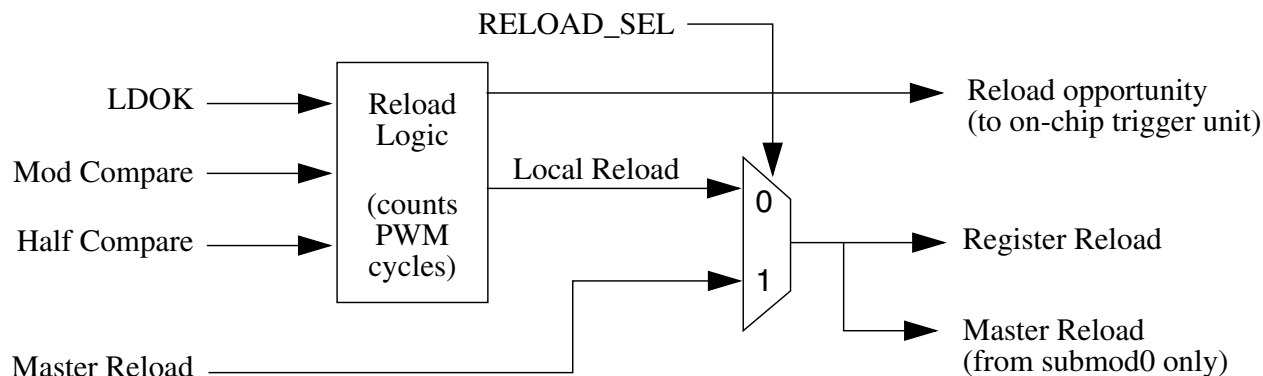 RELOAD_SEL
LDOK
Reload
Logic
Reload opportunity
(to on-chip trigger unit)
Mod Compare
Local Reload
(counts
PWM
cycles)
0
Half Compare
Register Reload
1
Master Reload
Master Reload
(from submod0 only)